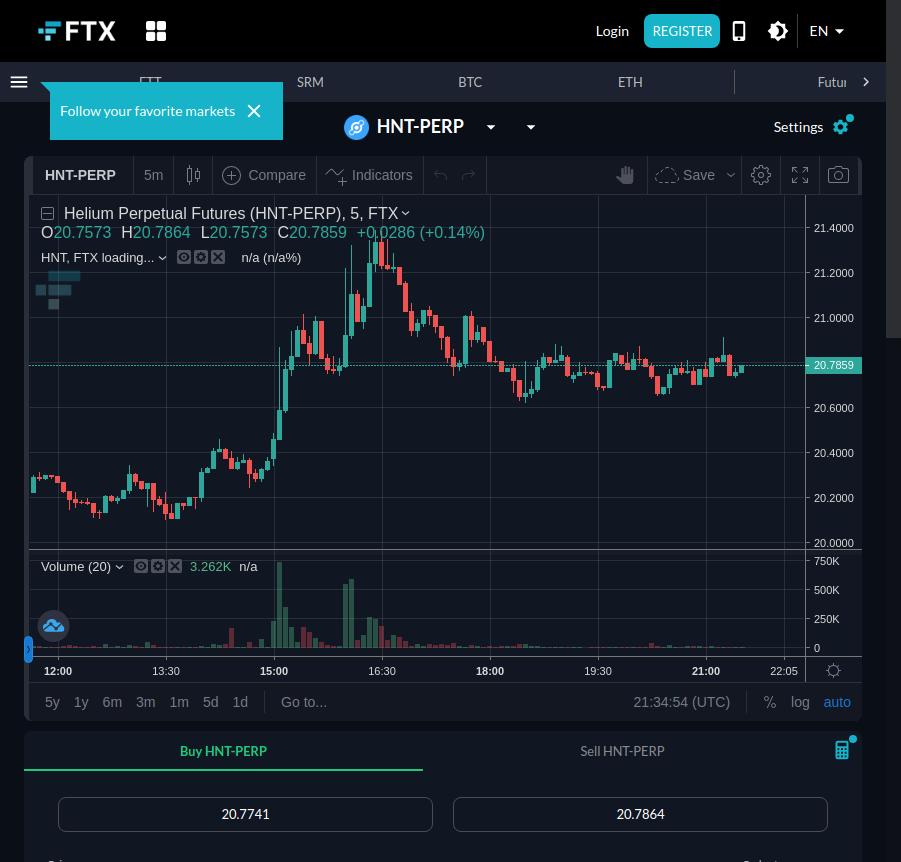 FTX
Login
REGISTER
EN
FTT
SRM
BTC
ETH
Futur
Follow your favorite markets
HNT-PERP
Settings
HNT-PERP
5m
Compare
Indicators
Save
Helium Perpetual Futures (HNT-PERP), 5, FTX
O20.7573 H20.7864 L20.7573 C20.7859 +0.0286 (+0.14%)
HNT, FTX loading...
n/a (n/a%)
21.4000
21.2000
21.0000
20.7859
20.6000
20.4000
20.2000
20.0000
Volume (20)
3.262K n/a
750K
500K
250K
0
12:00
13:30
15:00
16:30
18:00
19:30
21:00
22:05
5y 1y 6m 3m 1m 5d 1d
Go to...
21:34:54 (UTC)
%
log
auto
Buy HNT-PERP
Sell HNT-PERP
20.7741
20.7864